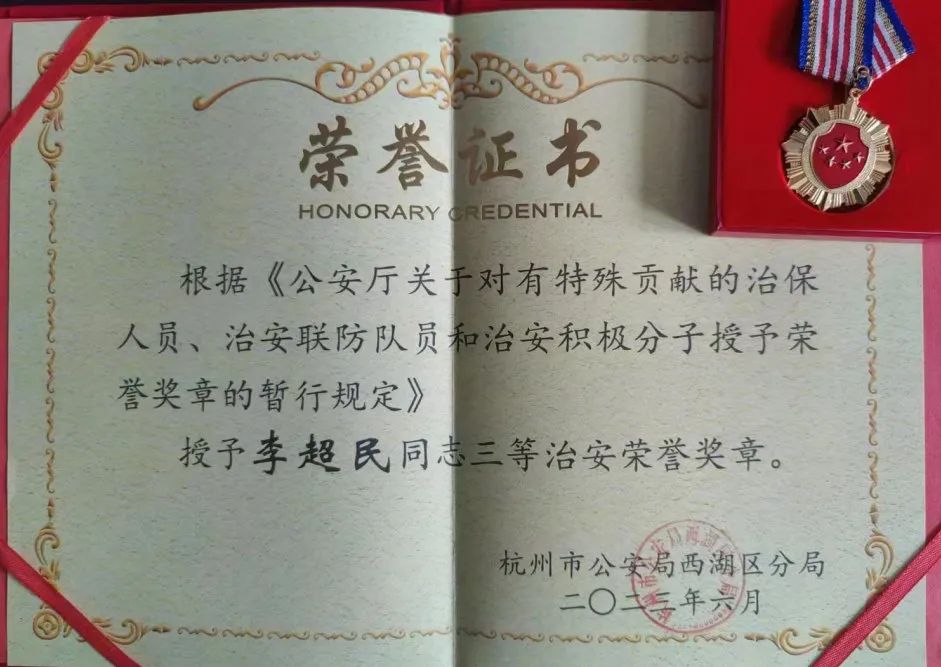 荣誉证书
HONORARY CREDENTIAL
根据《公安厅关于对有特殊贡献的治保
人员、治安联防队员和治安积极分子授予荣
誉奖章的暂行规定》
授予李超民同志三等治安荣誉奖章。
杭州市公安局西湖区分局
二〇二三年六月